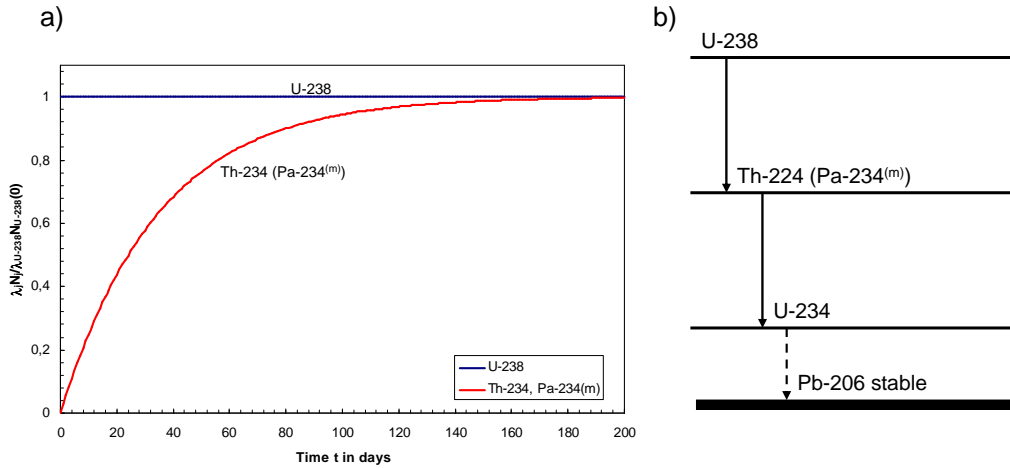 a)
λjNj/λU-238NU-238(0)
1
0,8
0,6
0,4
0,2
0
U-238
Th-234 (Pa-234(m))
U-238
Th-234, Pa-234(m)
0 20 40 60 80 100 120 140 160 180 200
Time t in days
b)
U-238
Th-224 (Pa-234(m))
U-234
Pb-206 stable